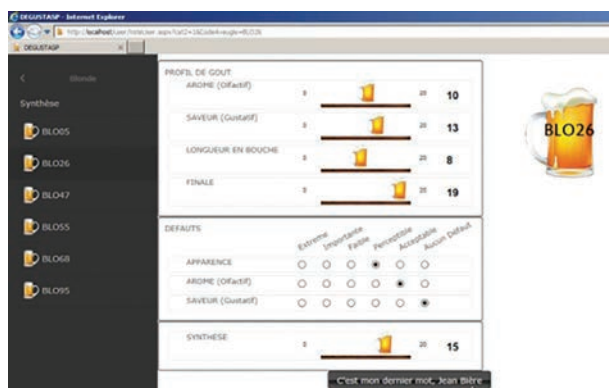 DEGUSTASP - Internet Explorer
DEGUSTASP
Blonde
Synthèse
BLO05
BLO26
BLO47
BLO55
BLO68
BLO95
PROFIL DE GOUT
AROME (Olfactif) 0 20 10
SAVEUR (Gustatif) 0 20 13
LONGUEUR EN BOUCHE 0 20 8
FINALE 0 20 19
DEFAUTS
Extreme Importante Faible Perceptible Acceptable Aucun Défaut
APPARENCE
AROME (Olfactif)
SAVEUR (Gustatif)
SYNTHESE 0 20 15
C'est mon dernier mot, Jean Bière
BLO26